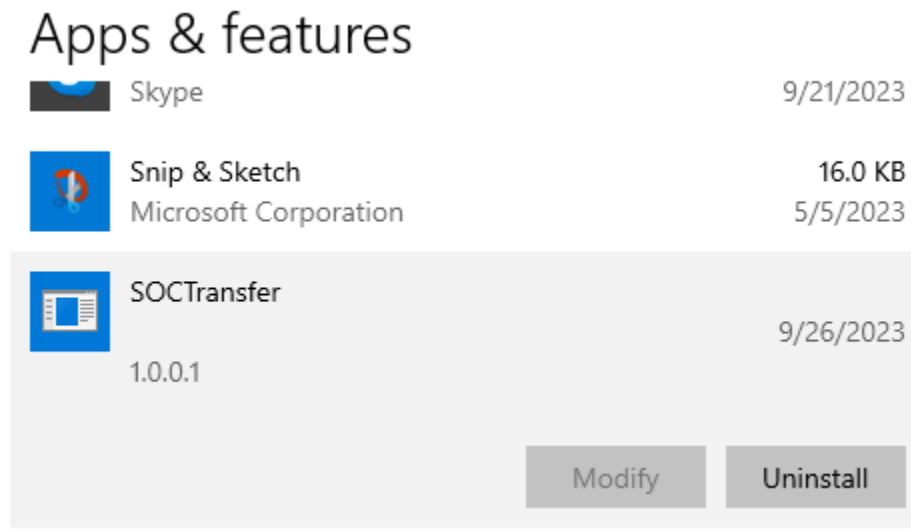 Apps & features
Skype 9/21/2023
Snip & Sketch 16.0 KB
Microsoft Corporation 5/5/2023
SOCTransfer
9/26/2023
1.0.0.1
Modify Uninstall